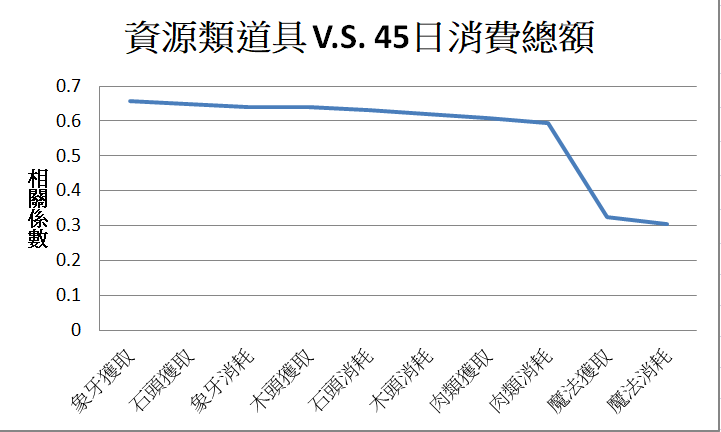 資源類道具 V.S. 45日消費總額
相關係數
0.7
0.6
0.5
0.4
0.3
0.2
0.1
0
象牙獲取
石頭獲取
象牙消耗
木頭獲取
石頭消耗
木頭消耗
肉類獲取
肉類消耗
魔法獲取
魔法消耗